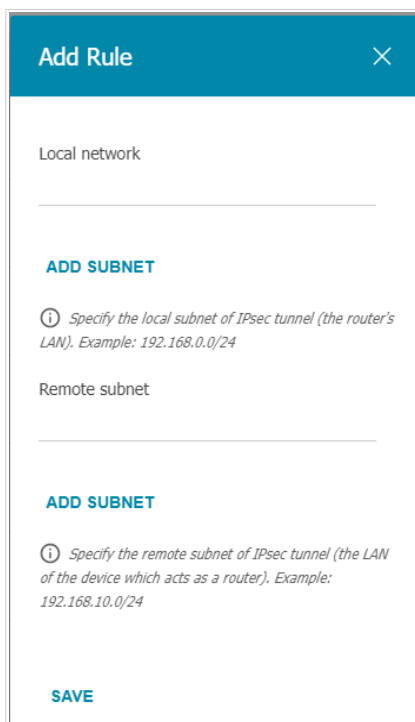 Add Rule
Local network
ADD SUBNET
Specify the local subnet of IPsec tunnel (the router's
LAN). Example: 192.168.0.0/24
Remote subnet
ADD SUBNET
Specify the remote subnet of IPsec tunnel (the LAN
of the device which acts as a router). Example:
192.168.10.0/24
SAVE